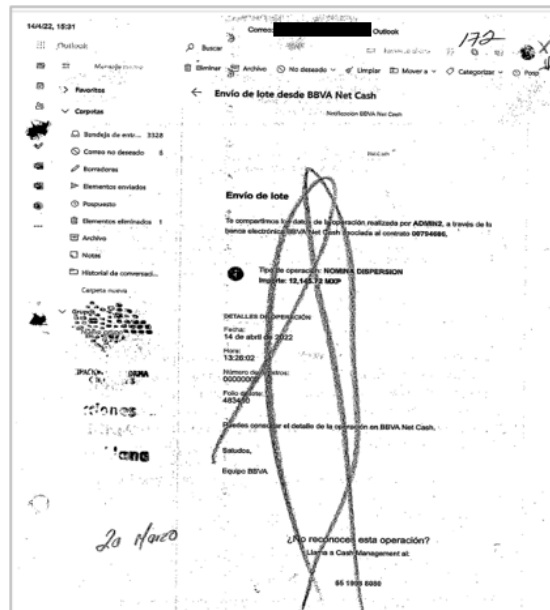 14/4/22, 15:31
Correo: Outlook
172
Outlook
Buscar
Eliminar Archivo No deseado Limpiar Mover a Categorizar Posp
Favoritos
Carpetas
Bandeja de entr... 3328
Correo no deseado 6
Borradores
Elementos enviados
Pospuesto
Elementos eliminados 1
Archivo
Notas
Historial de conversaci...
Carpeta nueva
Grupos
Envío de lote desde BBVA Net Cash
Notificación BBVA Net Cash
Envío de lote
Te compartimos los datos de la operación realizada por ADMIN2, a través de la
banca electrónica BBVA Net Cash asociada al contrato
Tipo de operación: NOMINA DISPERSION
Importe: 12,145.72 MXP
DETALLES DE OPERACIÓN
Fecha:
14 de abril de 2022
Hora:
13:28:02
Número de registros:
Folio de lote:
Puedes consultar el detalle de la operación en BBVA Net Cash.
Saludos,
Equipo BBVA
20 Marzo
¿No reconoces esta operación?
Llama a Cash Management al: